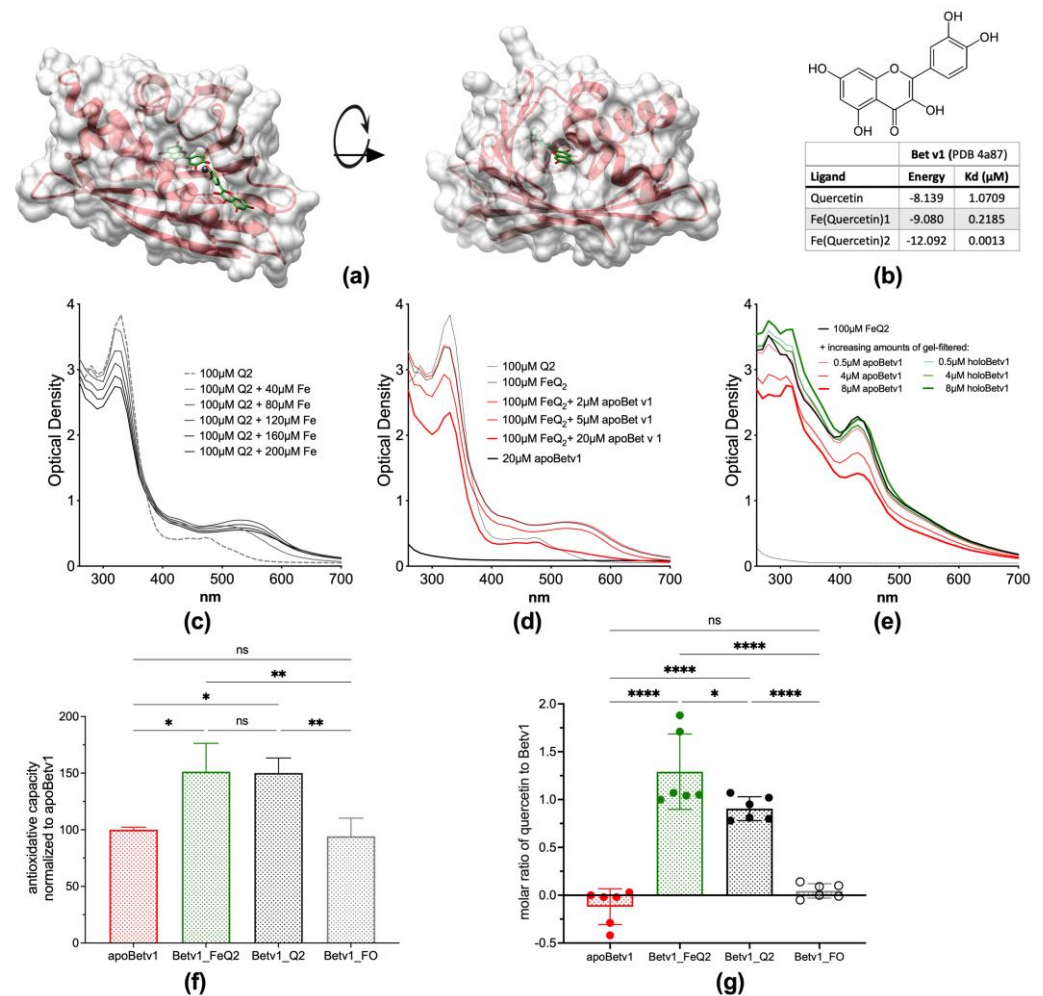 OH
OH
HO
O
OH
OH
O
Bet v1 (PDB 4a87)
Ligand Energy Kd (µM)
Quercetin -8.139 1.0709
Fe(Quercetin)1 -9.080 0.2185
Fe(Quercetin)2 -12.092 0.0013
(a)
(b)
4
3
2
1
0
Optical Density
300 400 500 600 700
nm
100µM Q2
100µM Q2 + 40µM Fe
100µM Q2 + 80µM Fe
100µM Q2 + 120µM Fe
100µM Q2 + 160µM Fe
100µM Q2 + 200µM Fe
(c)
4
3
2
1
0
Optical Density
300 400 500 600 700
nm
100µM Q2
100µM FeQ2
100µM FeQ2+ 2µM apoBet v1
100µM FeQ2+ 5µM apoBet v1
100µM FeQ2+ 20µM apoBet v 1
20µM apoBetv1
(d)
4
3
2
1
0
Optical Density
300 400 500 600 700
nm
100µM FeQ2
+ increasing amounts of gel-filtered:
0.5µM apoBetv1 0.5µM holoBetv1
4µM apoBetv1 4µM holoBetv1
8µM apoBetv1 8µM holoBetv1
(e)
ns
**
*
* ns **
200
150
100
50
0
antioxidative capacity
normalized to apoBetv1
apoBetv1 Betv1_FeQ2 Betv1_Q2 Betv1_FO
(f)
ns
****
****
**** * ****
2.0
1.5
1.0
0.5
0.0
-0.5
molar ratio of quercetin to Betv1
apoBetv1 Betv1_FeQ2 Betv1_Q2 Betv1_FO
(g)